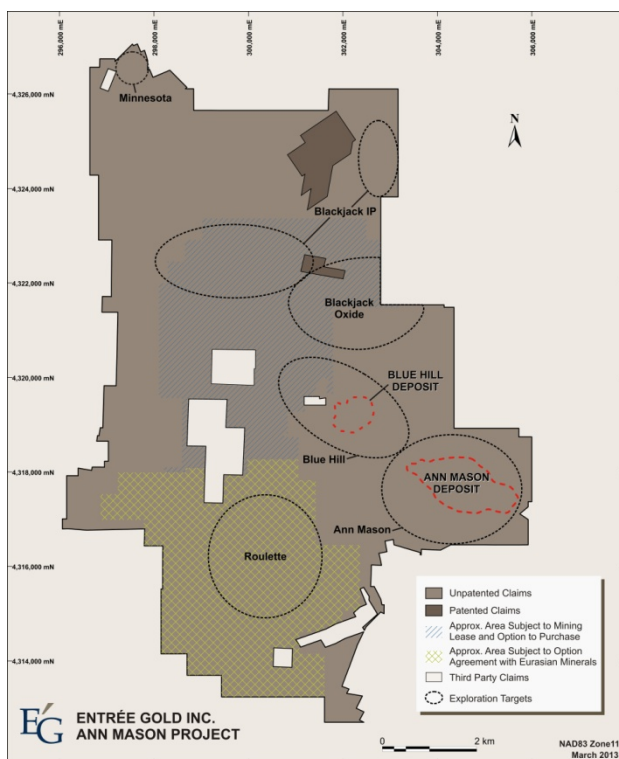 296,000 mE
298,000 mE
300,000 mE
302,000 mE
304,000 mE
306,000 mE
4,326,000 mN
4,324,000 mN
4,322,000 mN
4,320,000 mN
4,318,000 mN
4,316,000 mN
4,314,000 mN
N
Minnesota
Blackjack IP
Blackjack
Oxide
BLUE HILL
DEPOSIT
Blue Hill
ANN MASON
DEPOSIT
Ann Mason
Roulette
Unpatented Claims
Patented Claims
Approx. Area Subject to Mining
Lease and Option to Purchase
Approx. Area Subject to Option
Agreement with Eurasian Minerals
Third Party Claims
Exploration Targets
EG
ENTRÉE GOLD INC.
ANN MASON PROJECT
0 2 km
NAD83 Zone11
March 2013